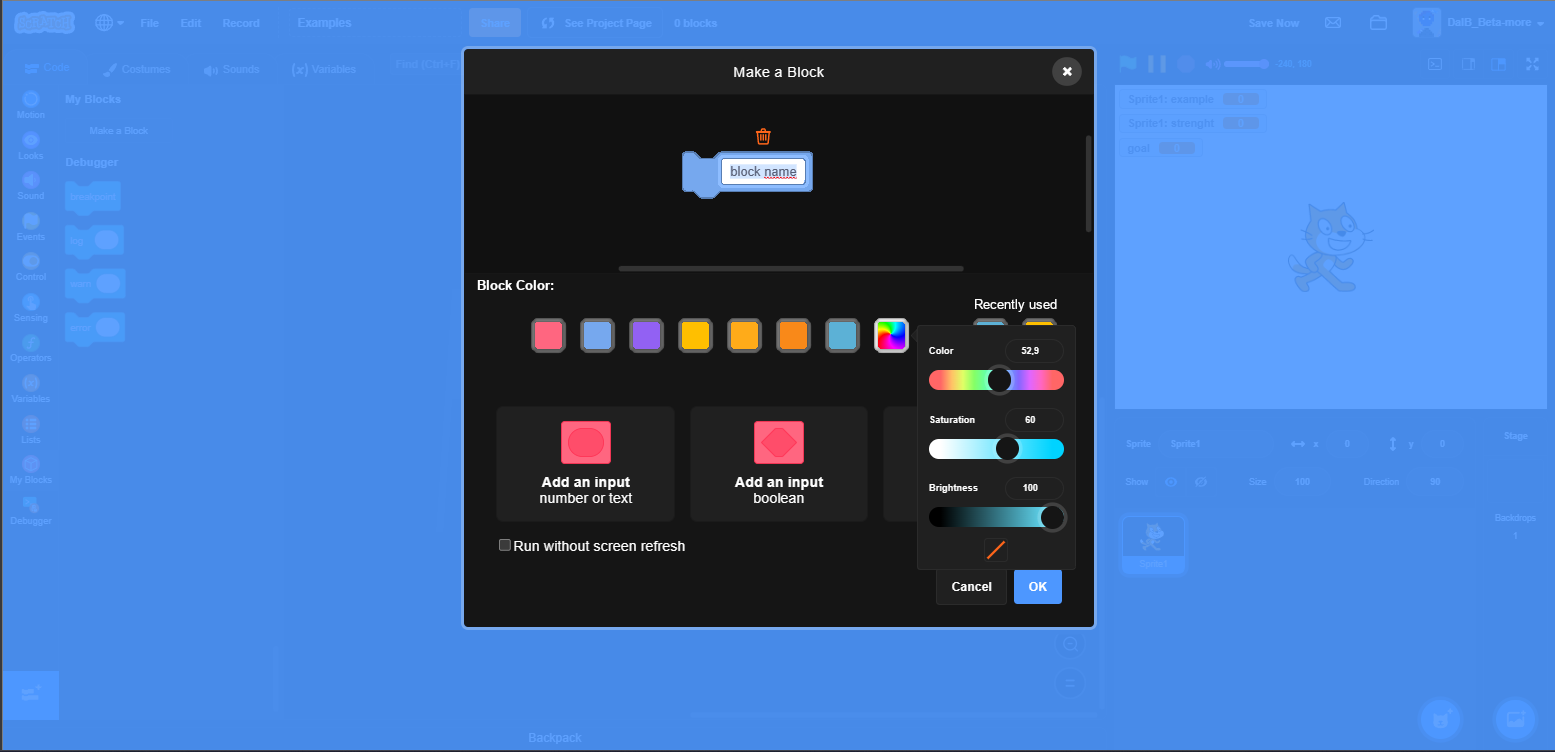 SCRATCH
File
Edit
Record
Examples
Share
See Project Page
0 blocks
Save Now
DalB_Beta-more
Code
Costumes
Sounds
(x) Variables
Find (Ctrl+F)
-240, 180
Make a Block
My Blocks
Make a Block
Debugger
breakpoint
log
warn
error
Motion
Looks
Sound
Events
Control
Sensing
Operators
Variables
Lists
My Blocks
Debugger
block name
Block Color:
Recently used
Color
52,9
Saturation
60
Brightness
100
Add an input
number or text
Add an input
boolean
Run without screen refresh
Cancel
OK
Sprite1: example 0
Sprite1: strenght 0
goal 0
Sprite
Sprite1
x
0
y
0
Show
Size
100
Direction
90
Sprite1
Stage
Backdrops
1
Backpack